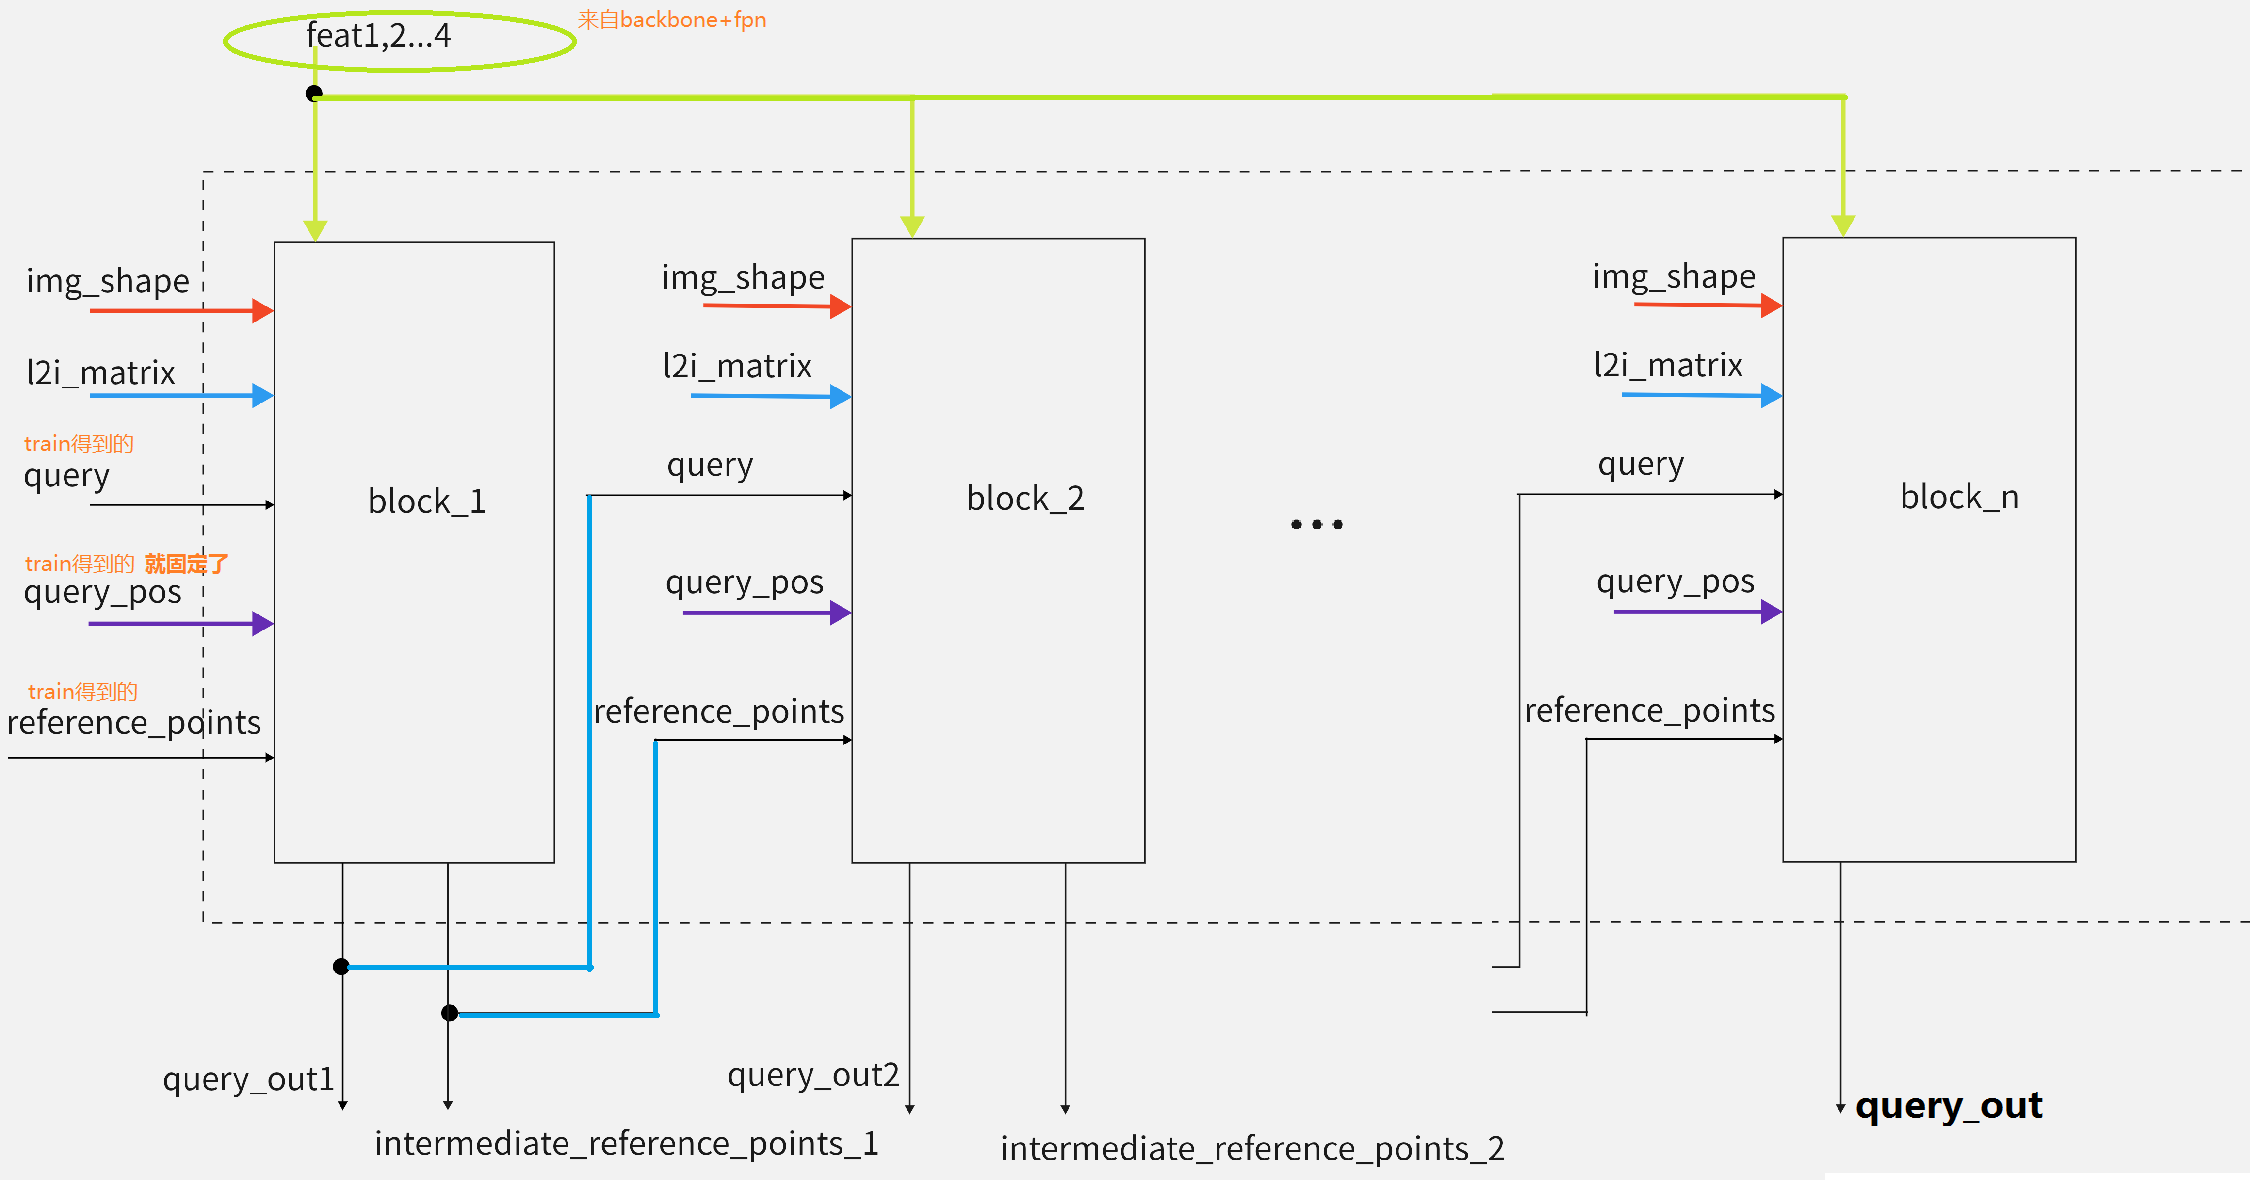 feat1,2...4
来自backbone+fpn
img_shape
l2i_matrix
train得到的
query
train得到的 就固定了
query_pos
train得到的
reference_points
block_1
img_shape
l2i_matrix
query
query_pos
reference_points
block_2
...
img_shape
l2i_matrix
query
query_pos
reference_points
block_n
query_out1
intermediate_reference_points_1
query_out2
intermediate_reference_points_2
query_out